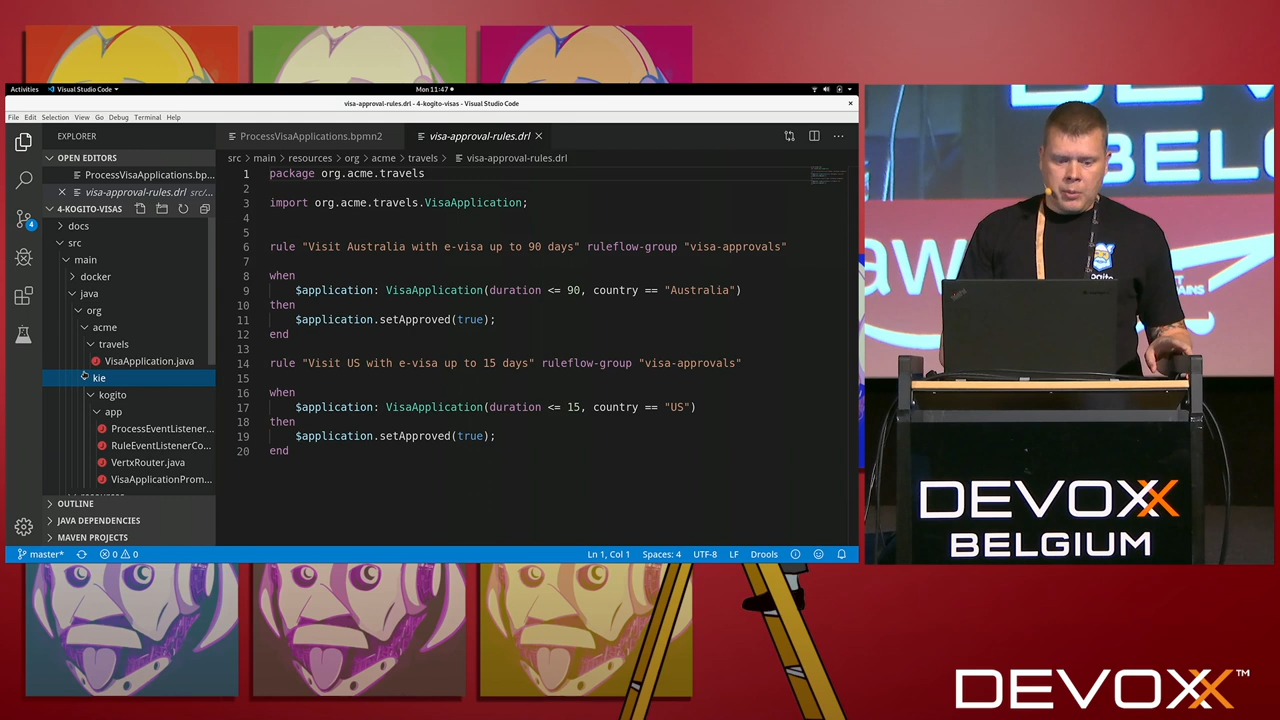 Activities
Visual Studio Code
Mon 11:47
visa-approval-rules.drl - 4-kogito-visas - Visual Studio Code
File Edit Selection View Go Debug Terminal Help
EXPLORER
OPEN EDITORS
ProcessVisaApplications.bp...
visa-approval-rules.drl src/...
4-KOGITO-VISAS
docs
src
main
docker
java
org
acme
travels
VisaApplication.java
kie
kogito
app
ProcessEventListener...
RuleEventListenerCo...
VertxRouter.java
VisaApplicationProm...
OUTLINE
JAVA DEPENDENCIES
MAVEN PROJECTS
ProcessVisaApplications.bpmn2
visa-approval-rules.drl
src > main > resources > org > acme > travels > visa-approval-rules.drl
1 package org.acme.travels
2
3 import org.acme.travels.VisaApplication;
4
5
6 rule "Visit Australia with e-visa up to 90 days" ruleflow-group "visa-approvals"
7
8 when
9 $application: VisaApplication(duration <= 90, country == "Australia")
10 then
11 $application.setApproved(true);
12 end
13
14 rule "Visit US with e-visa up to 15 days" ruleflow-group "visa-approvals"
15
16 when
17 $application: VisaApplication(duration <= 15, country == "US")
18 then
19 $application.setApproved(true);
20 end
4
master* 0 0 Ln 1, Col 1 Spaces: 4 UTF-8 LF Drools
DEVOXX
BELGIUM
DEVOXX™